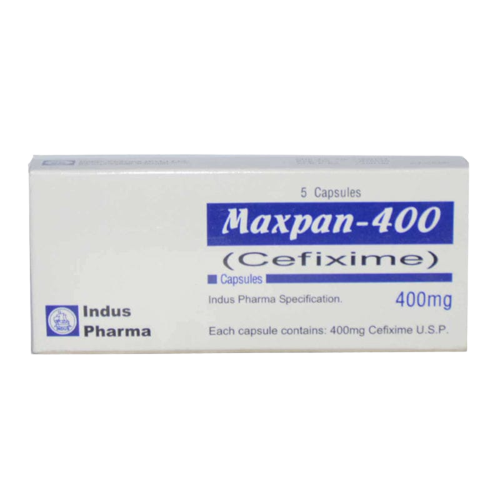 5 Capsules
Maxpan-400
(Cefixime)
Capsules
Indus Pharma Specification.
400mg
Each capsule contains: 400mg Cefixime U.S.P.
Indus
Pharma